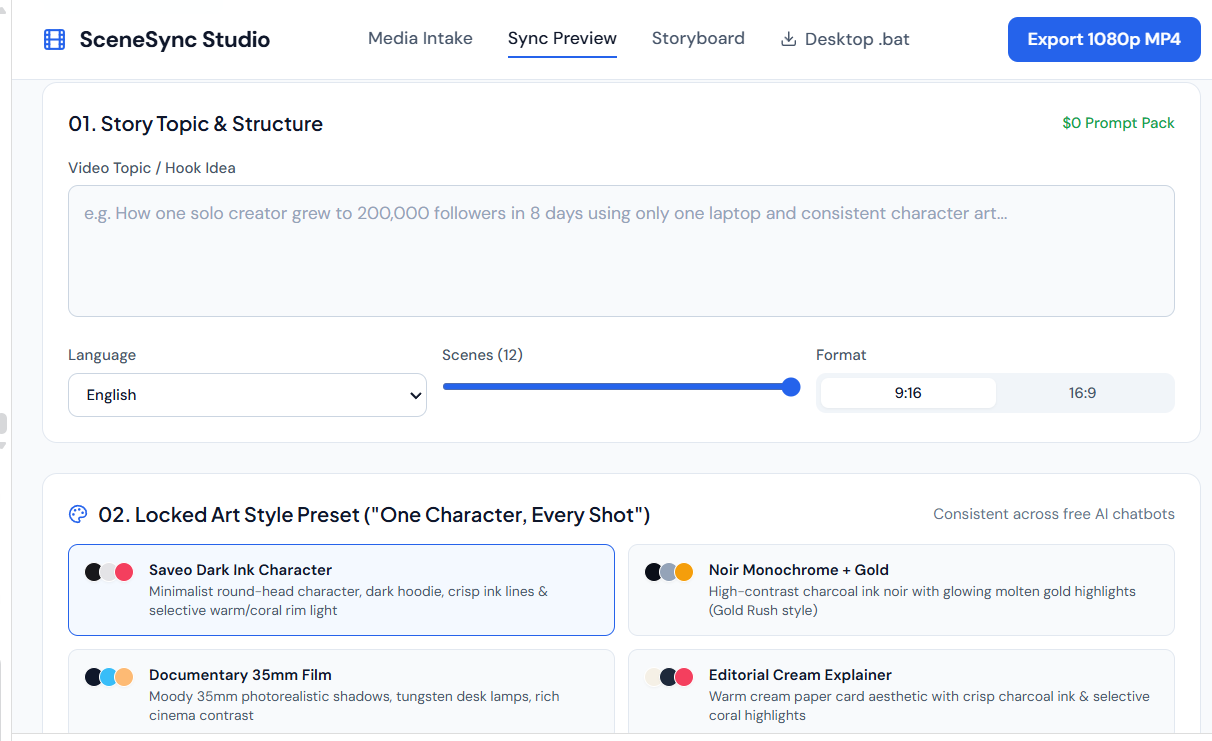 SceneSync Studio
Media Intake
Sync Preview
Storyboard
Desktop .bat
Export 1080p MP4
01. Story Topic & Structure
$0 Prompt Pack
Video Topic / Hook Idea
e.g. How one solo creator grew to 200,000 followers in 8 days using only one laptop and consistent character art...
Language
Scenes (12)
Format
English
9:16
16:9
02. Locked Art Style Preset ("One Character, Every Shot")
Consistent across free AI chatbots
Saveo Dark Ink Character
Minimalist round-head character, dark hoodie, crisp ink lines &
selective warm/coral rim light
Noir Monochrome + Gold
High-contrast charcoal ink noir with glowing molten gold highlights
(Gold Rush style)
Documentary 35mm Film
Moody 35mm photorealistic shadows, tungsten desk lamps, rich
cinema contrast
Editorial Cream Explainer
Warm cream paper card aesthetic with crisp charcoal ink & selective
coral highlights